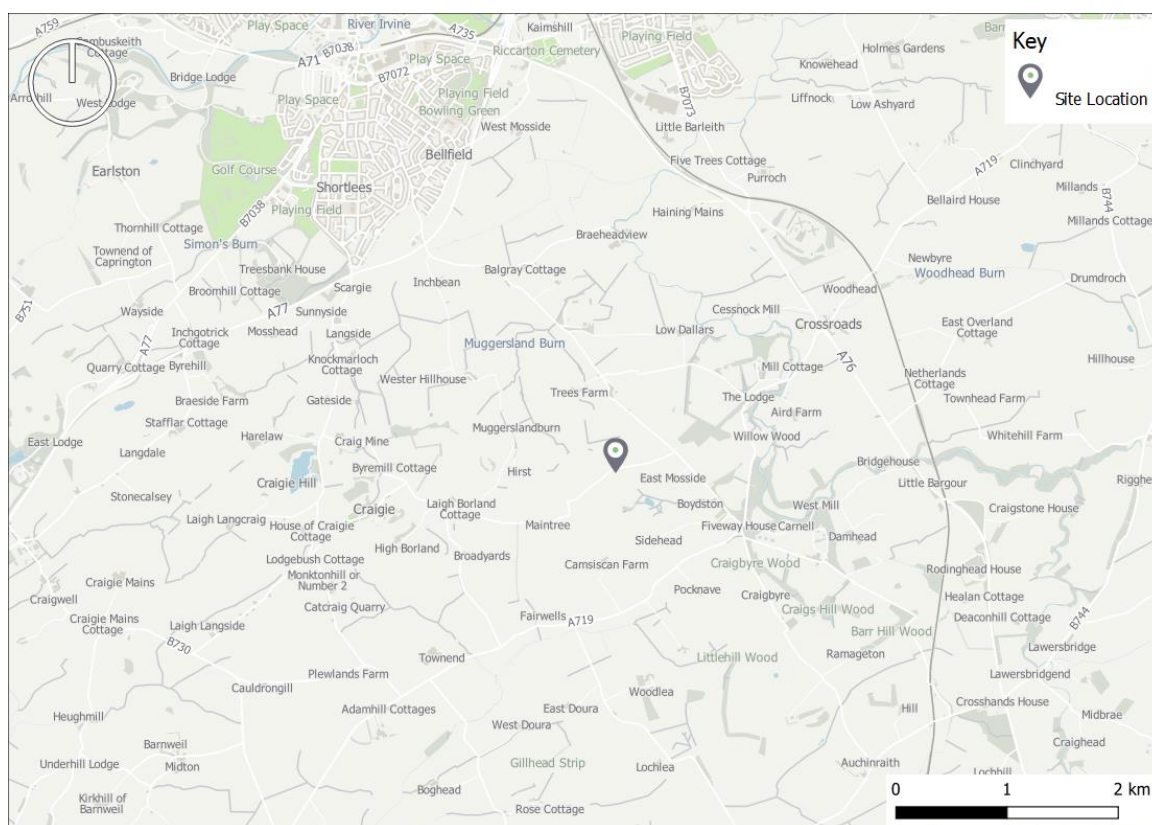 A759
Play Space
River Irvine
A735
Kaimshill
Playing Field
Key
Site Location
Cottage
A71
B7038
Riccarton Cemetery
Holmes Gardens
Knowehead
Bridge Lodge
Play Space
B7072
West Lodge
Play Space
Playing Field
Bowling Green
B7073
Liffnock
Low Ashyard
West Mosside
Little Barleith
Bellfield
Five Trees Cottage
Purroch
A719
Clinchyard
Earlston
Golf Course
Shortlees
Millands
B744
Bellaird House
Playing Field
B7038
Haining Mains
Millands Cottage
Thornhill Cottage
Simon's Burn
Braeheadview
Townend of
Caprington
Treesbank House
Balgray Cottage
Newbyre
Woodhead Burn
Drumdroch
Broomhill Cottage
Scargie
Inchbean
Woodhead
B751
Wayside
A77
Sunnyside
Cessnock Mill
Crossroads
East Overland
Cottage
Inchgotrick
Cottage
Mosshead
Langside
Low Dallars
A77
Muggersland Burn
Hillhouse
Quarry Cottage
Byrehill
Knockmarloch
Cottage
A76
Mill Cottage
Netherlands
Cottage
Wester Hillhouse
Trees Farm
The Lodge
Townhead Farm
Braeside Farm
Gateside
Aird Farm
Stafflar Cottage
Muggerslandburn
Willow Wood
Whitehill Farm
East Lodge
Harelaw
Craig Mine
Langdale
Byremill Cottage
Hirst
Bridgehouse
East Mosside
Little Bargour
Craigie Hill
Stonecalsey
Laigh Borland
Cottage
Boydston
West Mill
Craigstone House
Craigie
Laigh Langcraig
House of Craigie
Cottage
Maintree
Fiveway House
Carnell
Damhead
High Borland
Sidehead
Lodgebush Cottage
Broadyards
Camsiscan Farm
Craigbyre Wood
Rodinghead House
Craigie Mains
Monktonhill or
Number 2
Pocknave
Craigbyre
Healan Cottage
Craigwell
Catcraig Quarry
Craigs Hill Wood
Deaconhill Cottage
Craigie Mains
Cottage
Laigh Langside
Fairwells
A719
Barr Hill Wood
B744
B730
Townend
Littlehill Wood
Ramageton
Lawersbridge
Plewlands Farm
Lawersbridgend
Cauldrongill
Woodlea
Crosshands House
Heughmill
Adamhill Cottages
East Doura
Hill
Midbrae
West Doura
Barnweil
Craighead
Underhill Lodge
Midton
Gillhead Strip
Lochlea
Auchinraith
Lochhill
Boghead
Kirkhill of
Barnweil
Rose Cottage
0 1 2 km